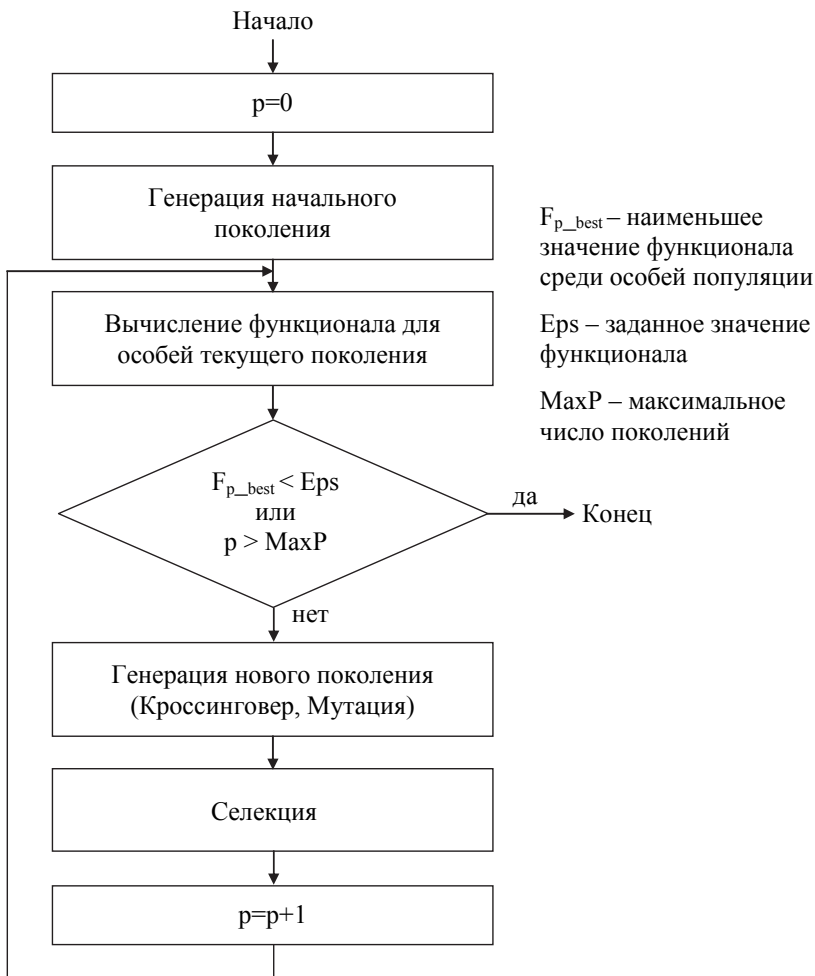 Начало
p=0
Генерация начального
поколения
Вычисление функционала для
особей текущего поколения
F_p_best < Eps
или
p > MaxP
да
Конец
нет
Генерация нового поколения
(Кроссинговер, Мутация)
Селекция
p=p+1
F_p_best – наименьшее
значение функционала
среди особей популяции
Eps – заданное значение
функционала
MaxP – максимальное
число поколений